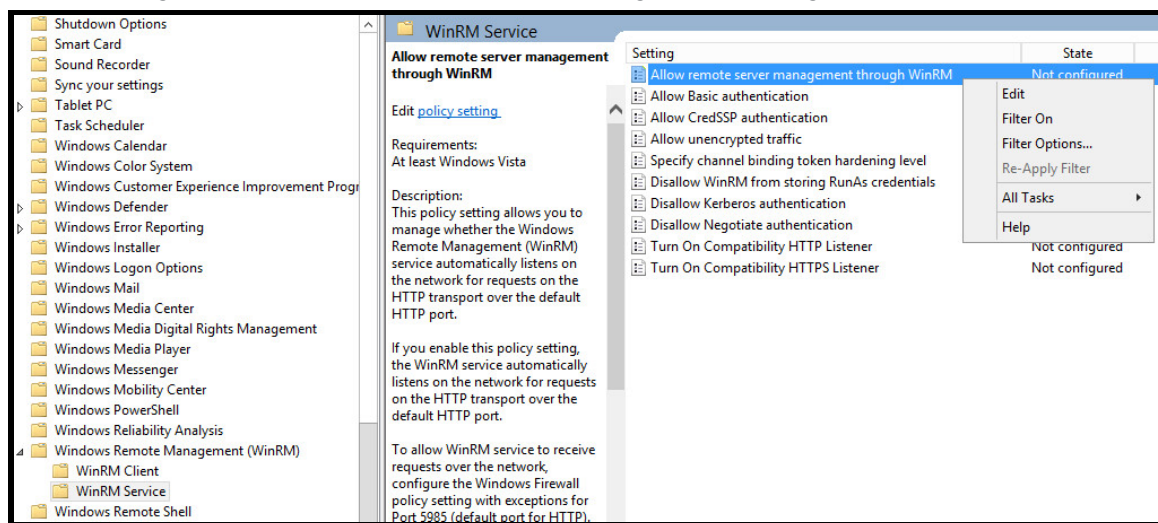 Shutdown Options
Smart Card
Sound Recorder
Sync your settings
Tablet PC
Task Scheduler
Windows Calendar
Windows Color System
Windows Customer Experience Improvement Progr
Windows Defender
Windows Error Reporting
Windows Installer
Windows Logon Options
Windows Mail
Windows Media Center
Windows Media Digital Rights Management
Windows Media Player
Windows Messenger
Windows Mobility Center
Windows PowerShell
Windows Reliability Analysis
Windows Remote Management (WinRM)
WinRM Client
WinRM Service
Windows Remote Shell
WinRM Service
Allow remote server management
through WinRM
Edit policy setting
Requirements:
At least Windows Vista
Description:
This policy setting allows you to
manage whether the Windows
Remote Management (WinRM)
service automatically listens on
the network for requests on the
HTTP transport over the default
HTTP port.
If you enable this policy setting,
the WinRM service automatically
listens on the network for requests
on the HTTP transport over the
default HTTP port.
To allow WinRM service to receive
requests over the network,
configure the Windows Firewall
policy setting with exceptions for
Port 5985 (default port for HTTP).
Setting State
Allow remote server management through WinRM Not configured
Allow Basic authentication
Allow CredSSP authentication
Allow unencrypted traffic
Specify channel binding token hardening level
Disallow WinRM from storing RunAs credentials
Disallow Kerberos authentication
Disallow Negotiate authentication
Turn On Compatibility HTTP Listener Not configured
Turn On Compatibility HTTPS Listener Not configured
Edit
Filter On
Filter Options...
Re-Apply Filter
All Tasks
Help